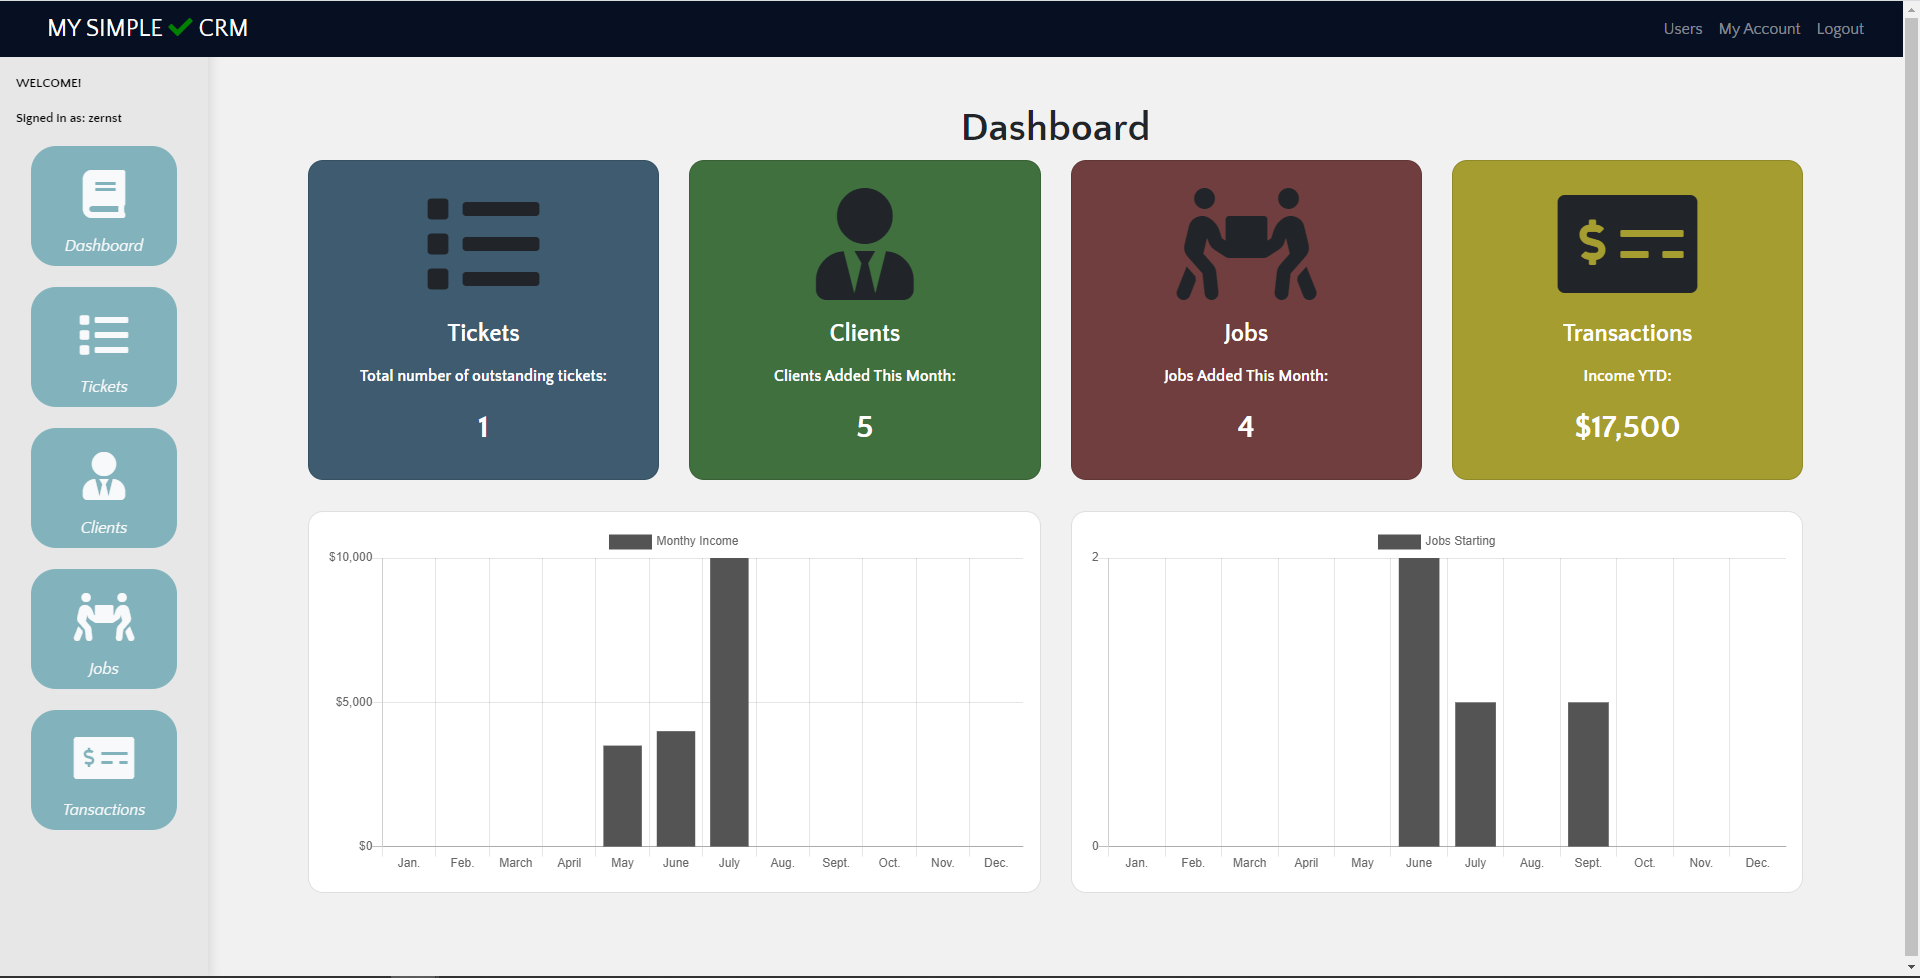 MY SIMPLE CRM
Users My Account Logout
WELCOME!
Signed In as: zernst
Dashboard
Tickets
Clients
Jobs
Tansactions
Dashboard
Tickets
Total number of outstanding tickets:
1
Clients
Clients Added This Month:
5
Jobs
Jobs Added This Month:
4
$
Transactions
Income YTD:
$17,500
Monthy Income
$10,000
$5,000
$0
Jan. Feb. March April May June July Aug. Sept. Oct. Nov. Dec.
Jobs Starting
2
0
Jan. Feb. March April May June July Aug. Sept. Oct. Nov. Dec.